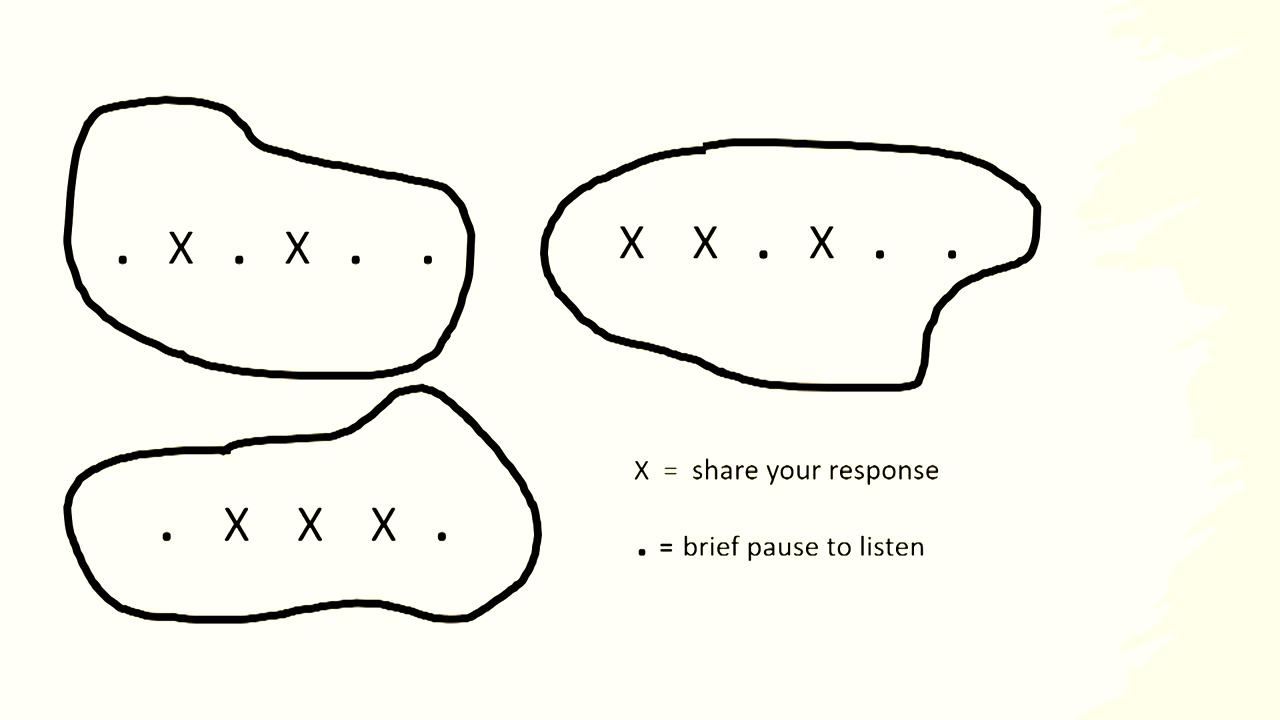 . X . X . .
X X . X . .
. X X X .
X = share your response
. = brief pause to listen